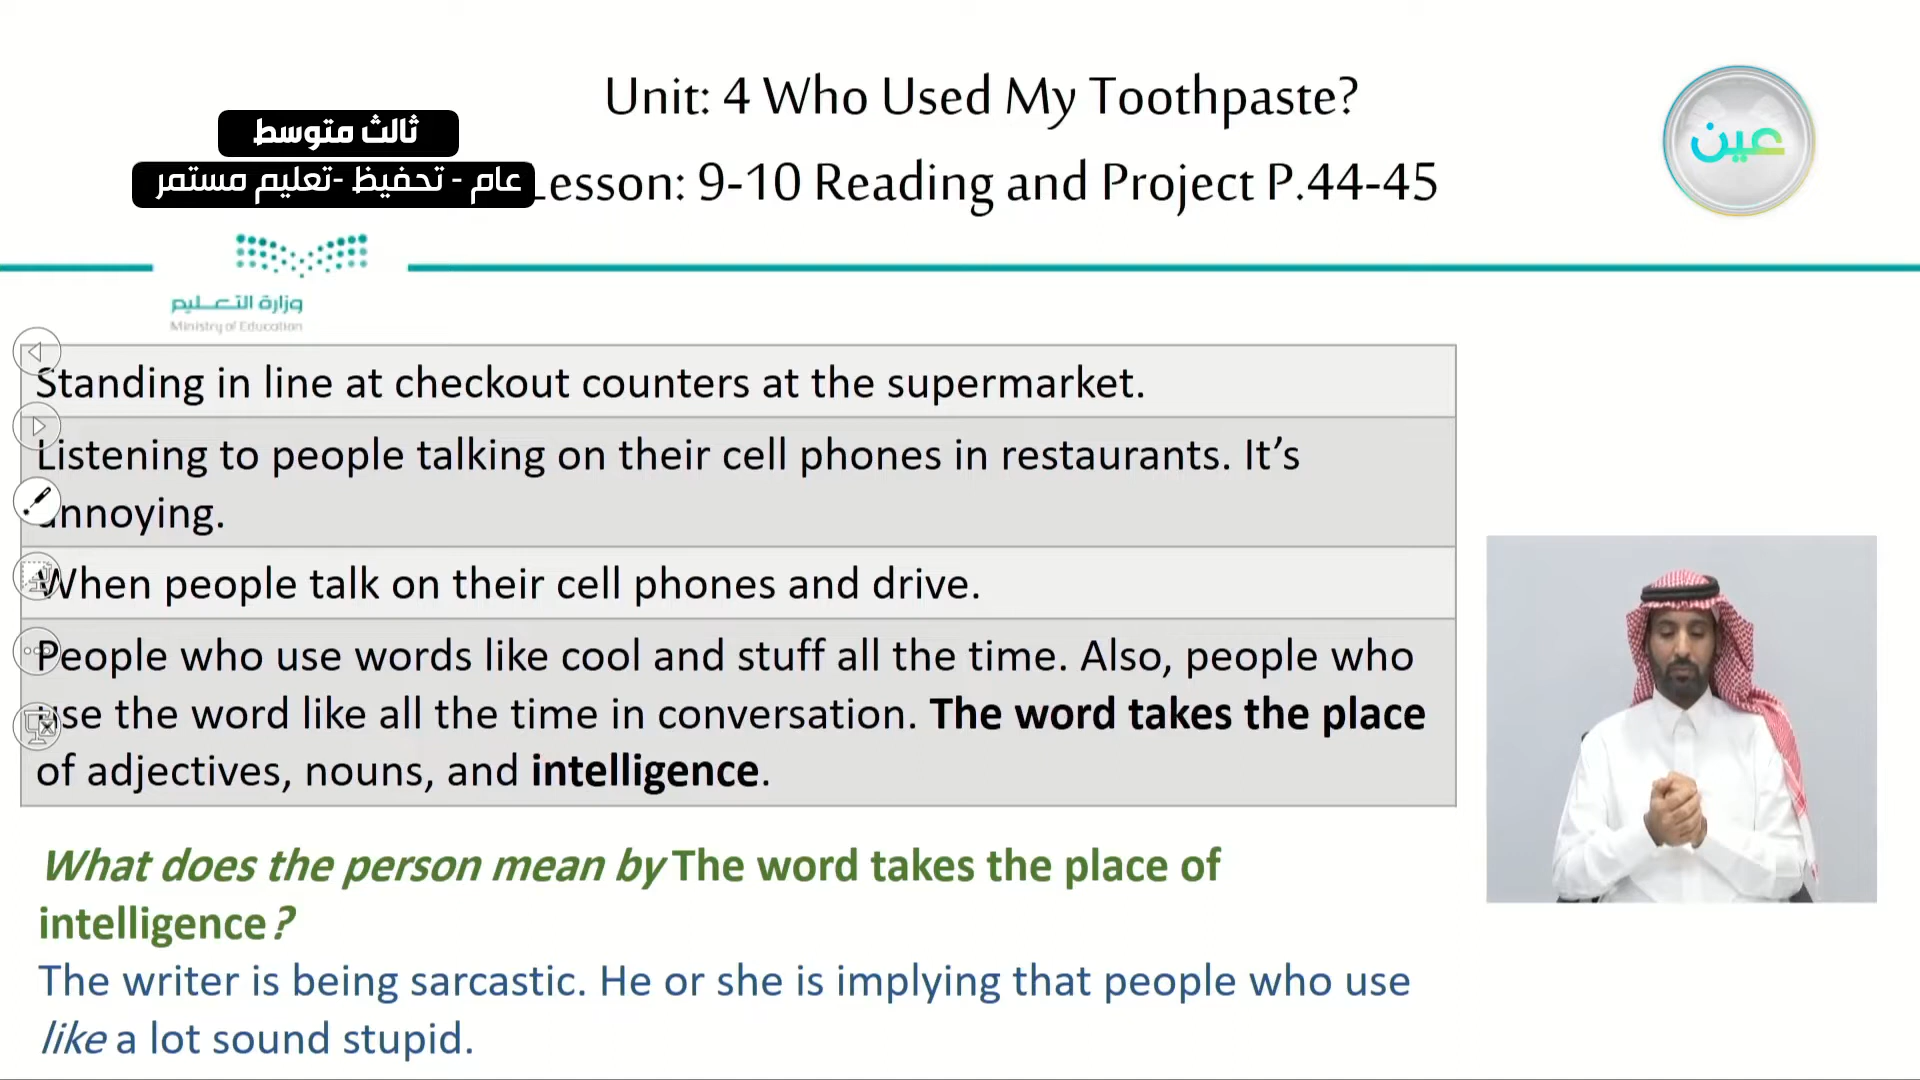 Unit: 4 Who Used My Toothpaste?
ثالث متوسط
عام - تحفيظ -تعليم مستمر
Lesson: 9-10 Reading and Project P.44-45
عين
وزارة التعليم
Ministry of Education
Standing in line at checkout counters at the supermarket.
Listening to people talking on their cell phones in restaurants. It’s
annoying.
When people talk on their cell phones and drive.
People who use words like cool and stuff all the time. Also, people who
use the word like all the time in conversation. The word takes the place
of adjectives, nouns, and intelligence.
What does the person mean by The word takes the place of
intelligence?
The writer is being sarcastic. He or she is implying that people who use
like a lot sound stupid.